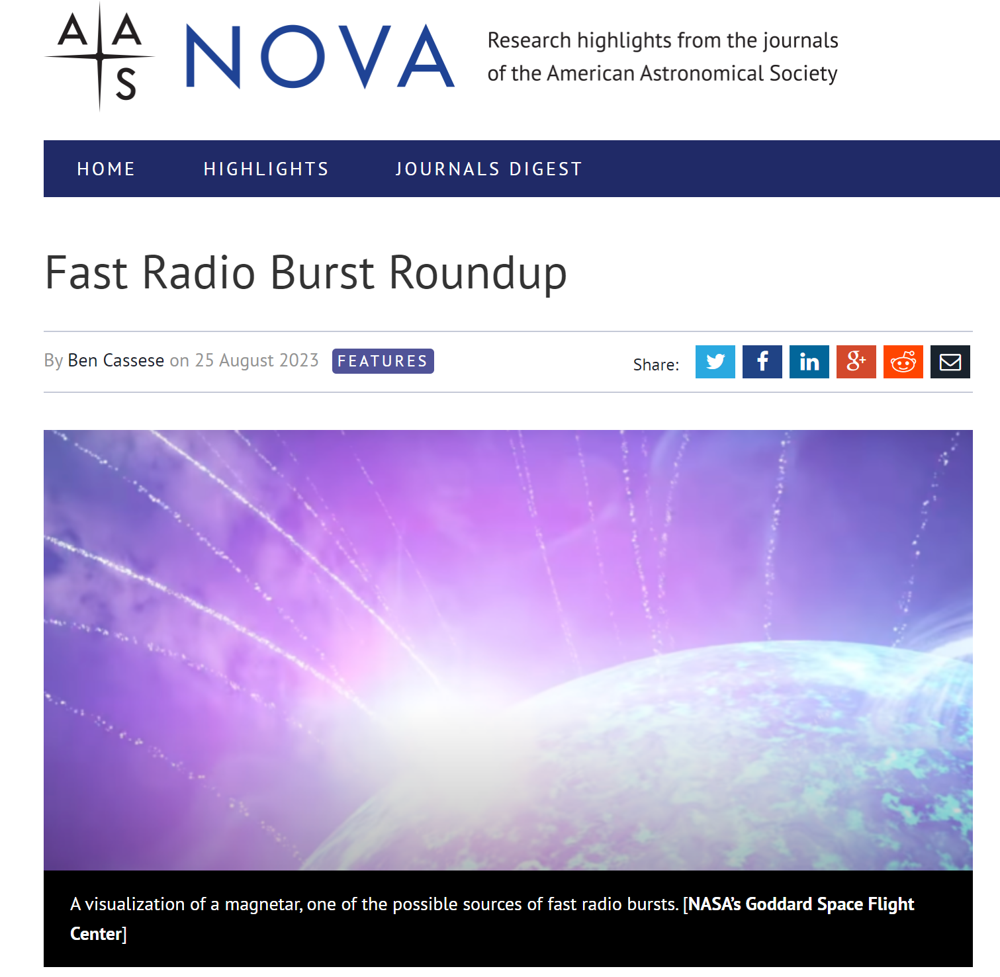 AAS
NOVA
Research highlights from the journals
of the American Astronomical Society
HOME HIGHLIGHTS JOURNALS DIGEST
Fast Radio Burst Roundup
By Ben Cassese on 25 August 2023 FEATURES Share: f in g+
A visualization of a magnetar, one of the possible sources of fast radio bursts. [NASA’s Goddard Space Flight
Center]